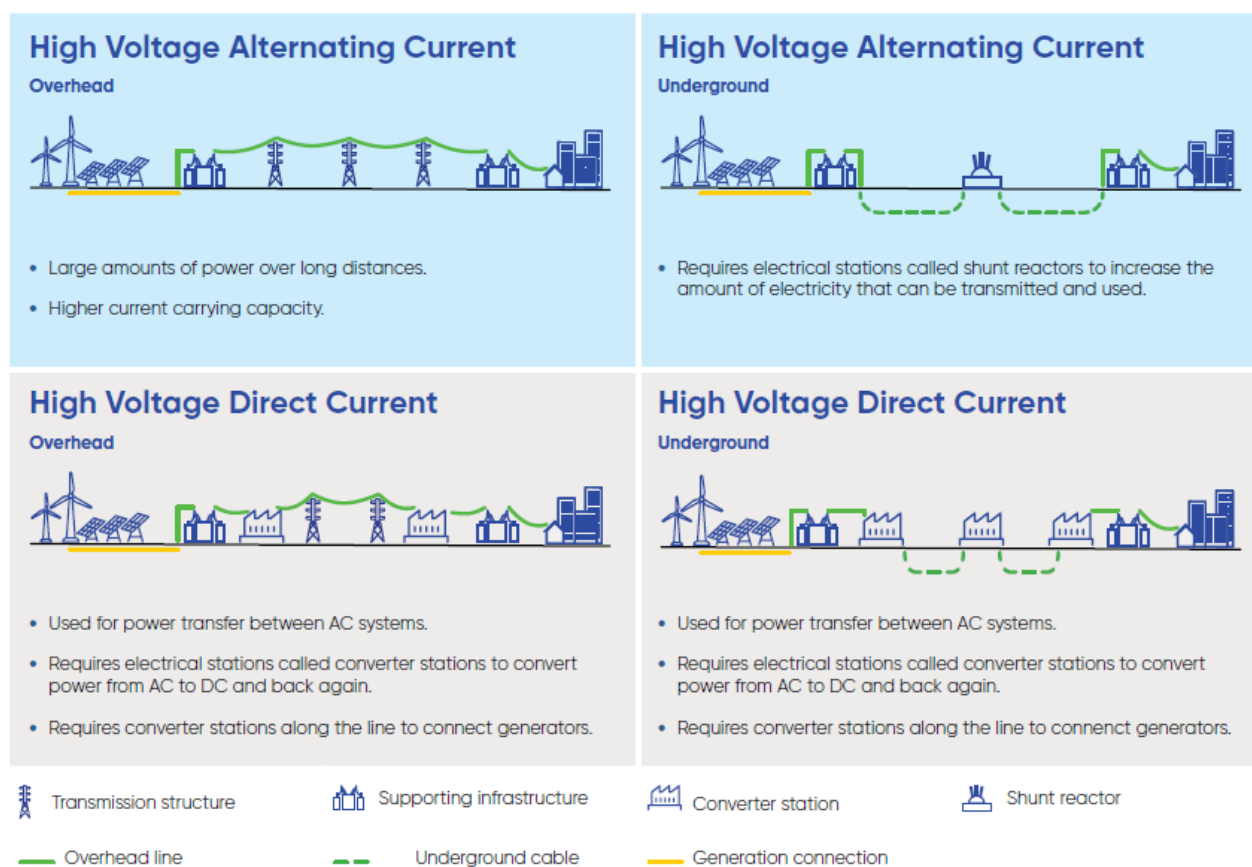 High Voltage Alternating Current
Overhead
• Large amounts of power over long distances.
• Higher current carrying capacity.
High Voltage Alternating Current
Underground
• Requires electrical stations called shunt reactors to increase the
amount of electricity that can be transmitted and used.
High Voltage Direct Current
Overhead
• Used for power transfer between AC systems.
• Requires electrical stations called converter stations to convert
power from AC to DC and back again.
• Requires converter stations along the line to connect generators.
High Voltage Direct Current
Underground
• Used for power transfer between AC systems.
• Requires electrical stations called converter stations to convert
power from AC to DC and back again.
• Requires converter stations along the line to connenct generators.
Transmission structure
Supporting infrastructure
Converter station
Shunt reactor
Overhead line
Underground cable
Generation connection